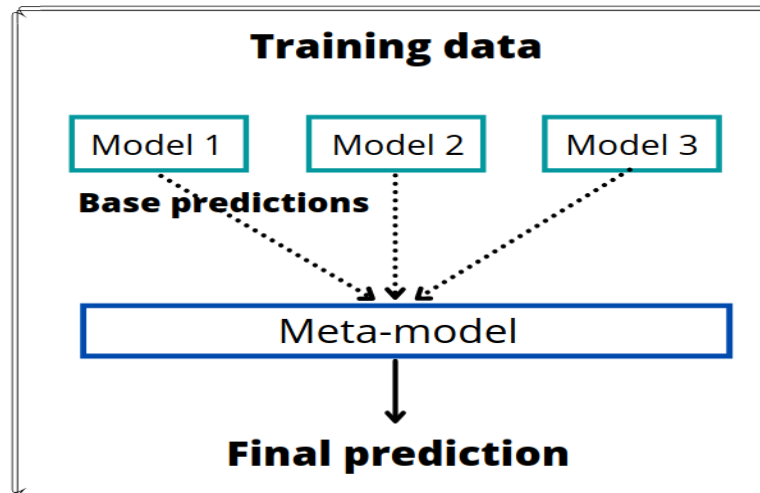 Training data
Model 1
Model 2
Model 3
Base predictions
Meta-model
Final prediction